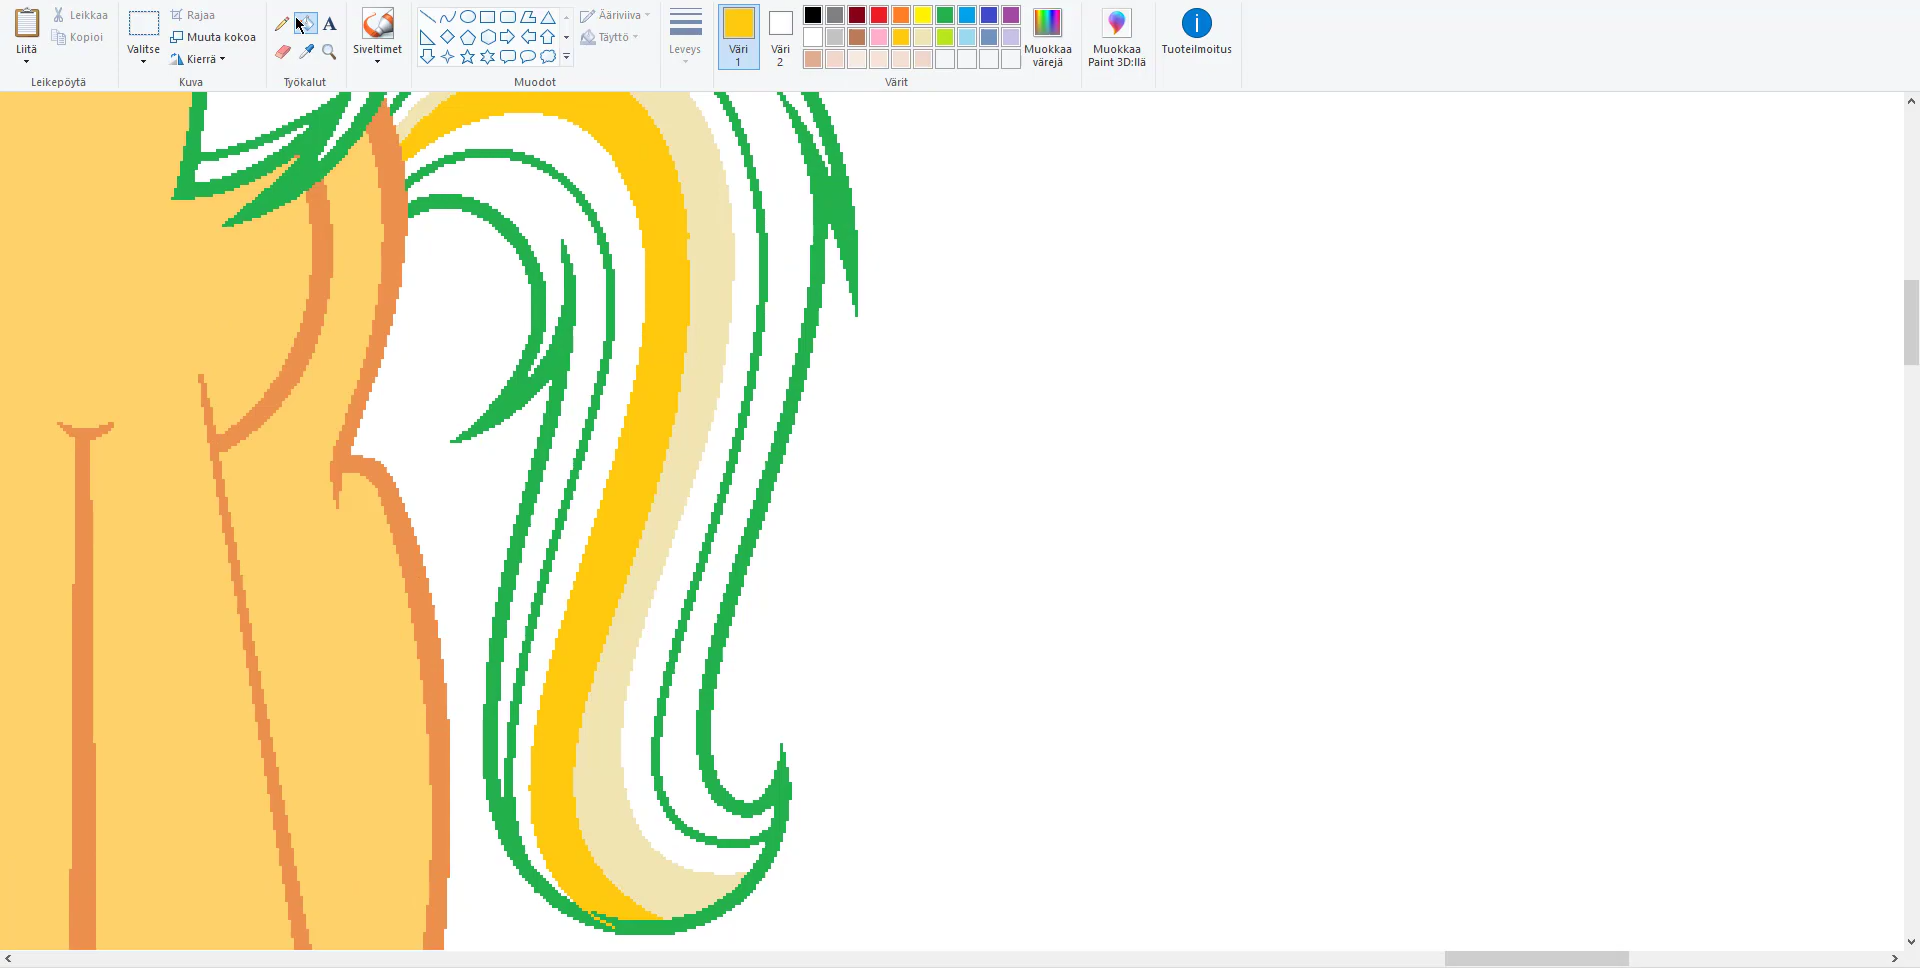 Liitä
Leikkaa
Kopioi
Leikepöytä
Valitse
Rajaa
Muuta kokoa
Kierrä
Kuva
A
Työkalut
Siveltimet
Ääriviiva
Täyttö
Muodot
Leveys
Väri
1
Väri
2
Värit
Muokkaa
värejä
Muokkaa
Paint 3D:llä
Tuoteilmoitus